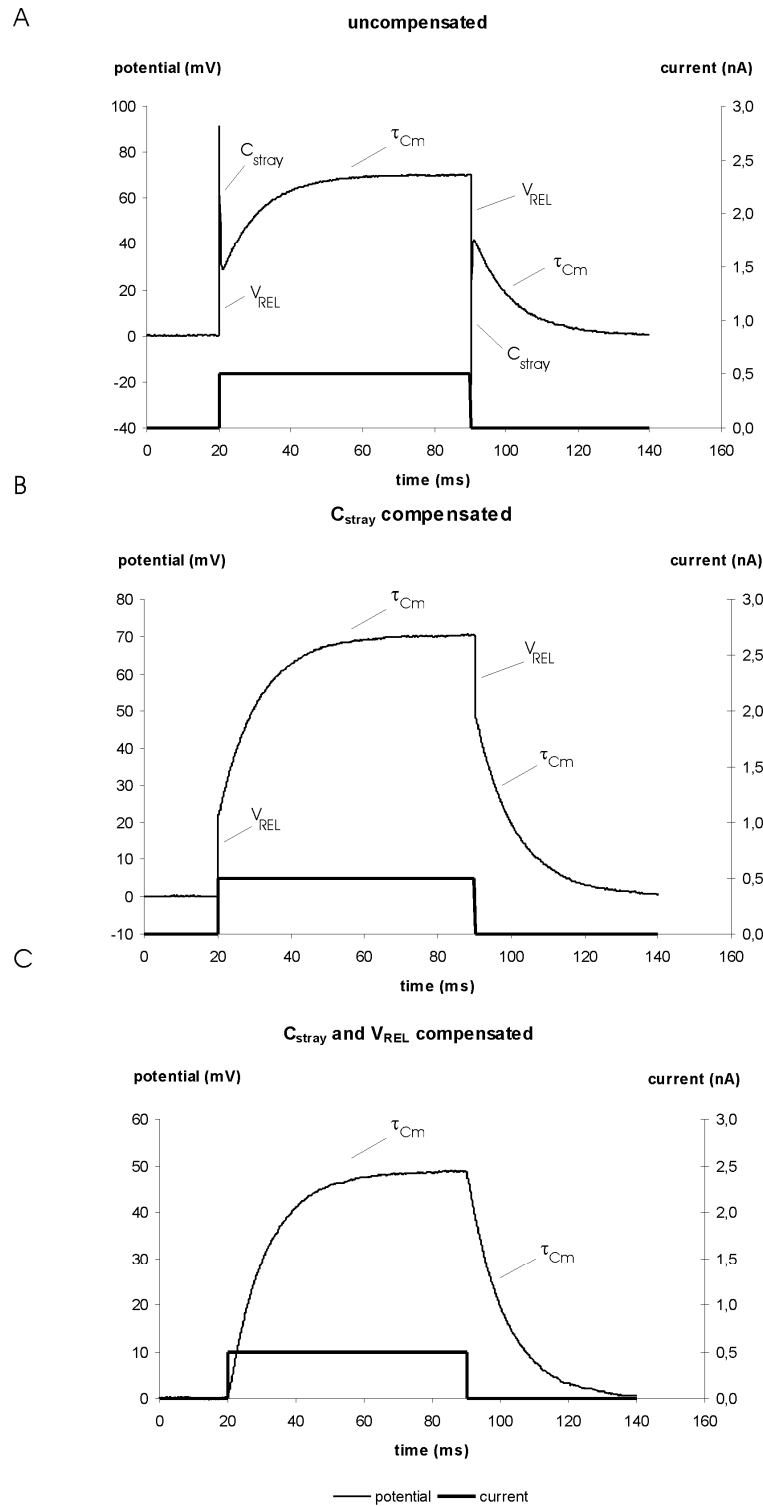 A
uncompensated
potential (mV)
current (nA)
100
80
60
40
20
0
-20
-40
3,0
2,5
2,0
1,5
1,0
0,5
0,0
Cstray
τCm
VREL
VREL
τCm
Cstray
0 20 40 60 80 100 120 140 160
time (ms)
B
Cstray compensated
potential (mV)
current (nA)
80
70
60
50
40
30
20
10
0
-10
3,0
2,5
2,0
1,5
1,0
0,5
0,0
τCm
VREL
τCm
VREL
0 20 40 60 80 100 120 140 160
time (ms)
C
Cstray and VREL compensated
potential (mV)
current (nA)
60
50
40
30
20
10
0
3,0
2,5
2,0
1,5
1,0
0,5
0,0
τCm
τCm
0 20 40 60 80 100 120 140 160
time (ms)
potential current